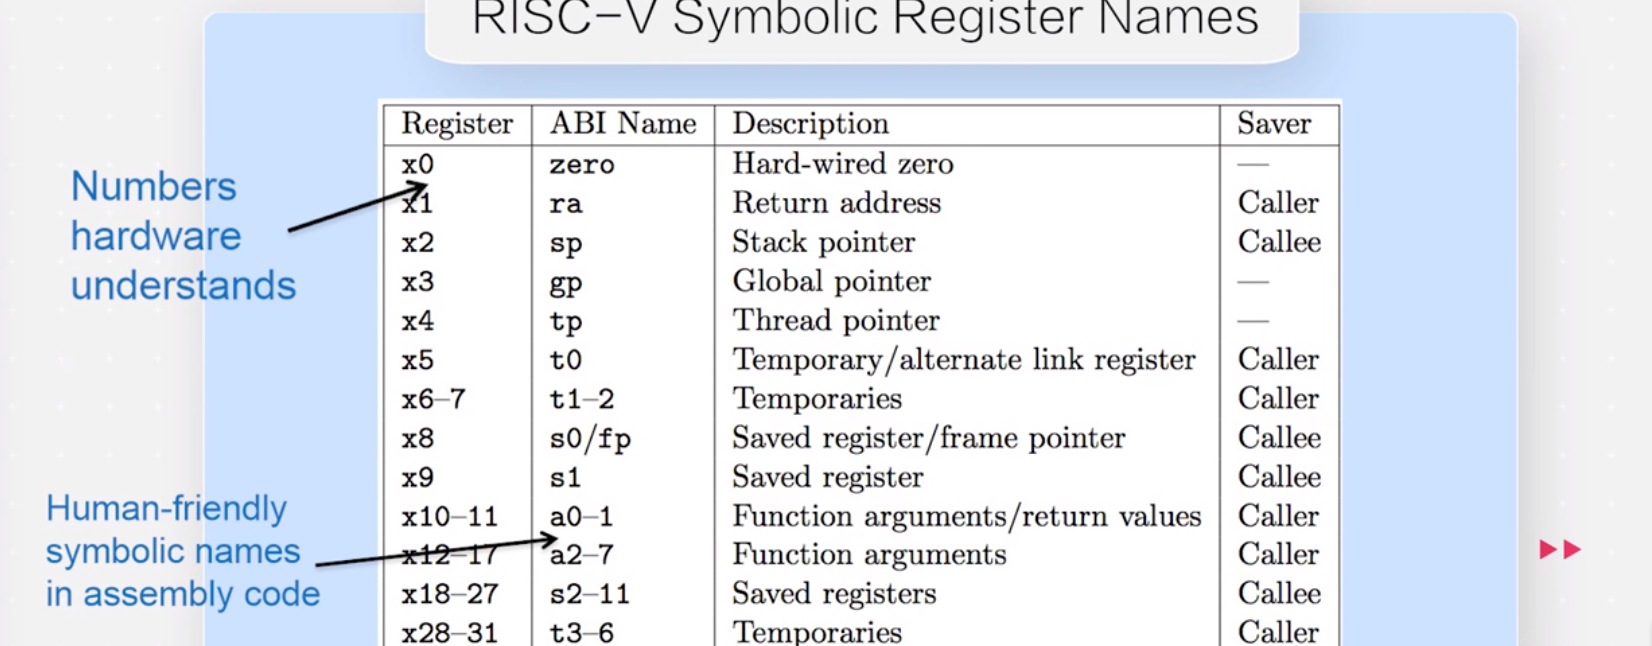 RISC-V Symbolic Register Names
Numbers
hardware
understands
Human-friendly
symbolic names
in assembly code
Register ABI Name Description Saver
x0 zero Hard-wired zero —
x1 ra Return address Caller
x2 sp Stack pointer Callee
x3 gp Global pointer —
x4 tp Thread pointer —
x5 t0 Temporary/alternate link register Caller
x6–7 t1–2 Temporaries Caller
x8 s0/fp Saved register/frame pointer Callee
x9 s1 Saved register Callee
x10–11 a0–1 Function arguments/return values Caller
x12–17 a2–7 Function arguments Caller
x18–27 s2–11 Saved registers Callee
x28–31 t3–6 Temporaries Caller